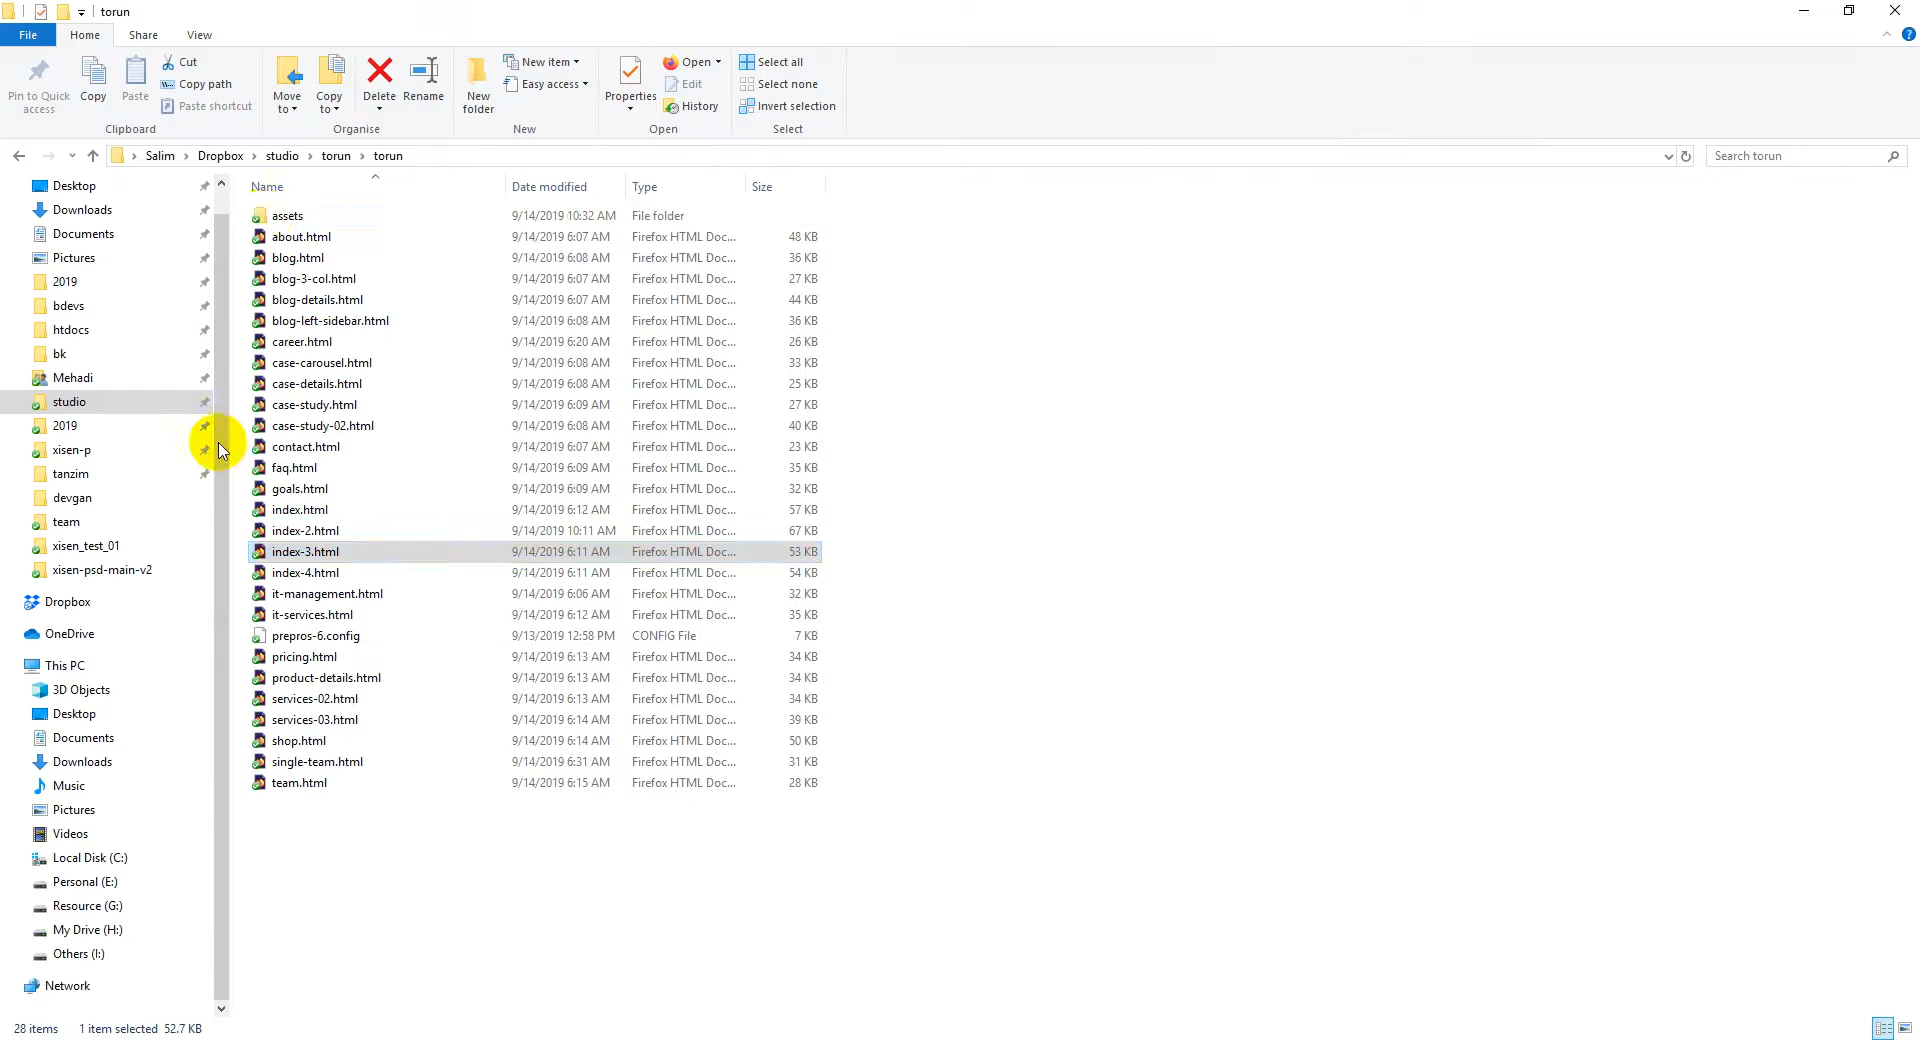 torun
File Home Share View
Pin to Quick access
Copy
Paste
Cut
Copy path
Paste shortcut
Clipboard
Move to
Copy to
Delete
Rename
Organise
New folder
New item
Easy access
New
Properties
Open
Edit
History
Open
Select all
Select none
Invert selection
Select
Salim Dropbox studio torun torun
Search torun
Desktop
Downloads
Documents
Pictures
2019
bdevs
htdocs
bk
Mehadi
studio
2019
xisen-p
tanzim
devgan
team
xisen_test_01
xisen-psd-main-v2
Dropbox
OneDrive
This PC
3D Objects
Desktop
Documents
Downloads
Music
Pictures
Videos
Local Disk (C:)
Personal (E:)
Resource (G:)
My Drive (H:)
Others (I:)
Network
Name Date modified Type Size
assets 9/14/2019 10:32 AM File folder
about.html 9/14/2019 6:07 AM Firefox HTML Doc... 48 KB
blog.html 9/14/2019 6:08 AM Firefox HTML Doc... 36 KB
blog-3-col.html 9/14/2019 6:07 AM Firefox HTML Doc... 27 KB
blog-details.html 9/14/2019 6:07 AM Firefox HTML Doc... 44 KB
blog-left-sidebar.html 9/14/2019 6:08 AM Firefox HTML Doc... 36 KB
career.html 9/14/2019 6:20 AM Firefox HTML Doc... 26 KB
case-carousel.html 9/14/2019 6:08 AM Firefox HTML Doc... 33 KB
case-details.html 9/14/2019 6:08 AM Firefox HTML Doc... 25 KB
case-study.html 9/14/2019 6:09 AM Firefox HTML Doc... 27 KB
case-study-02.html 9/14/2019 6:08 AM Firefox HTML Doc... 40 KB
contact.html 9/14/2019 6:07 AM Firefox HTML Doc... 23 KB
faq.html 9/14/2019 6:09 AM Firefox HTML Doc... 35 KB
goals.html 9/14/2019 6:09 AM Firefox HTML Doc... 32 KB
index.html 9/14/2019 6:12 AM Firefox HTML Doc... 57 KB
index-2.html 9/14/2019 10:11 AM Firefox HTML Doc... 67 KB
index-3.html 9/14/2019 6:11 AM Firefox HTML Doc... 53 KB
index-4.html 9/14/2019 6:11 AM Firefox HTML Doc... 54 KB
it-management.html 9/14/2019 6:06 AM Firefox HTML Doc... 32 KB
it-services.html 9/14/2019 6:12 AM Firefox HTML Doc... 35 KB
prepros-6.config 9/13/2019 12:58 PM CONFIG File 7 KB
pricing.html 9/14/2019 6:13 AM Firefox HTML Doc... 34 KB
product-details.html 9/14/2019 6:13 AM Firefox HTML Doc... 34 KB
services-02.html 9/14/2019 6:13 AM Firefox HTML Doc... 34 KB
services-03.html 9/14/2019 6:14 AM Firefox HTML Doc... 39 KB
shop.html 9/14/2019 6:14 AM Firefox HTML Doc... 50 KB
single-team.html 9/14/2019 6:31 AM Firefox HTML Doc... 31 KB
team.html 9/14/2019 6:15 AM Firefox HTML Doc... 28 KB
28 items 1 item selected 52.7 KB